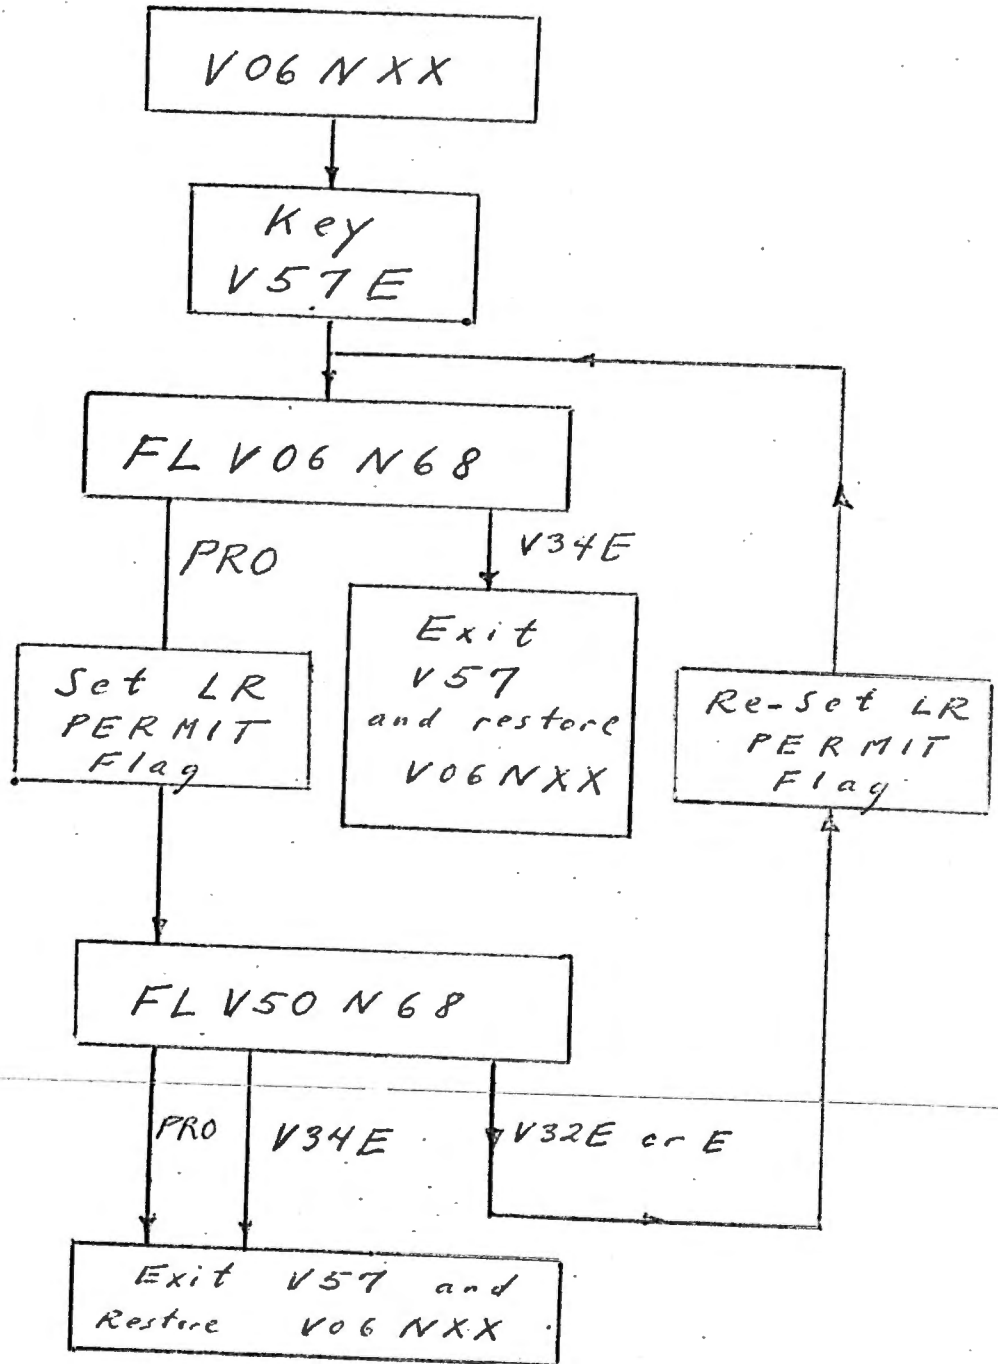 V06 N XX
Key
V57E
FL V06 N68
PRO
V34E
Exit
V57
and restore
V06NXX
Set LR
PERMIT
Flag
Re-Set LR
PERMIT
Flag
FL V50 N68
PRO
V34E
V32E or E
Exit V57 and
Restore V06 NXX